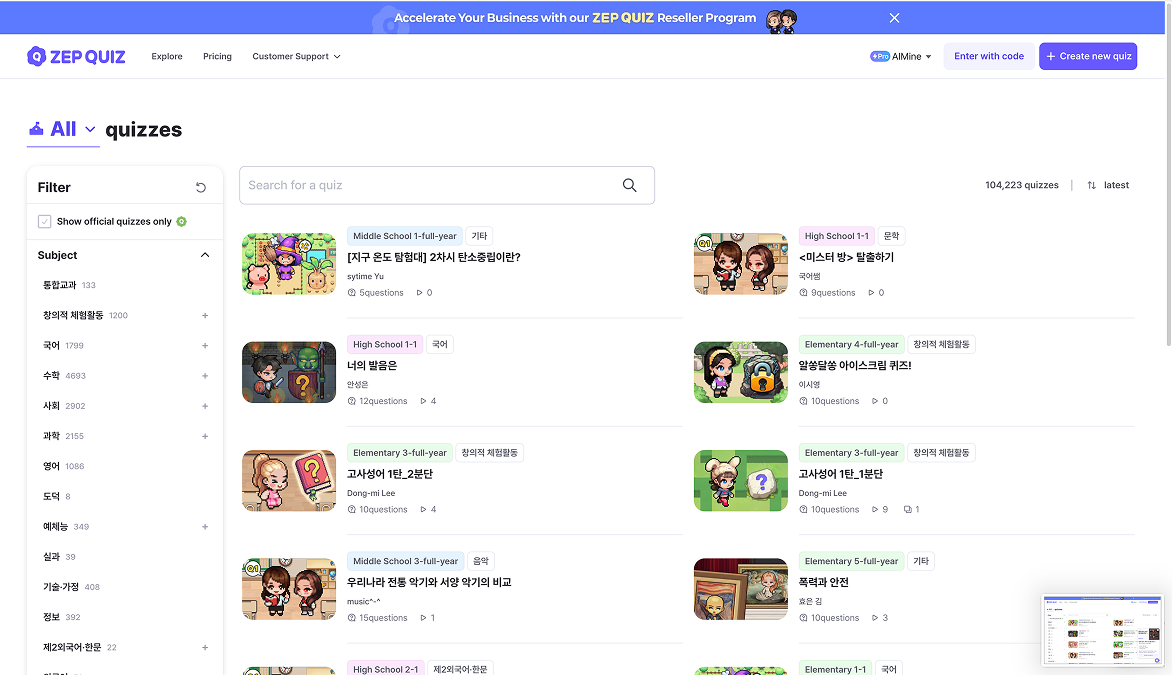 Accelerate Your Business with our ZEP QUIZ Reseller Program
ZEP QUIZ
Explore
Pricing
Customer Support
Pro AIMine
Enter with code
+ Create new quiz
All quizzes
Filter
Show official quizzes only
Subject
통합교과 133
창의적 체험활동 1200 +
국어 1799 +
수학 4693 +
사회 2902 +
과학 2155 +
영어 1086
도덕 8
예체능 349 +
실과 39
기술·가정 408
정보 392
제2외국어·한문 22 +
Search for a quiz
104,223 quizzes | latest
Middle School 1-full-year 기타
[지구 온도 탐험대] 2차시 탄소중립이란?
sytime Yu
5questions 0
Q1
High School 1-1 문학
<미스터 방> 탈출하기
국어쌤
9questions 0
?
High School 1-1 국어
너의 발음은
안성은
12questions 4
Elementary 4-full-year 창의적 체험활동
알쏭달쏭 아이스크림 퀴즈!
이시영
10questions 0
?
Elementary 3-full-year 창의적 체험활동
고사성어 1탄_2분단
Dong-mi Lee
10questions 4
?
Elementary 3-full-year 창의적 체험활동
고사성어 1탄_1분단
Dong-mi Lee
10questions 9 1
Q1
Middle School 3-full-year 음악
우리나라 전통 악기와 서양 악기의 비교
music^-^
15questions 1
Elementary 5-full-year 기타
폭력과 안전
효은 김
10questions 3
High School 2-1 제2외국어·한문
Elementary 1-1 국어